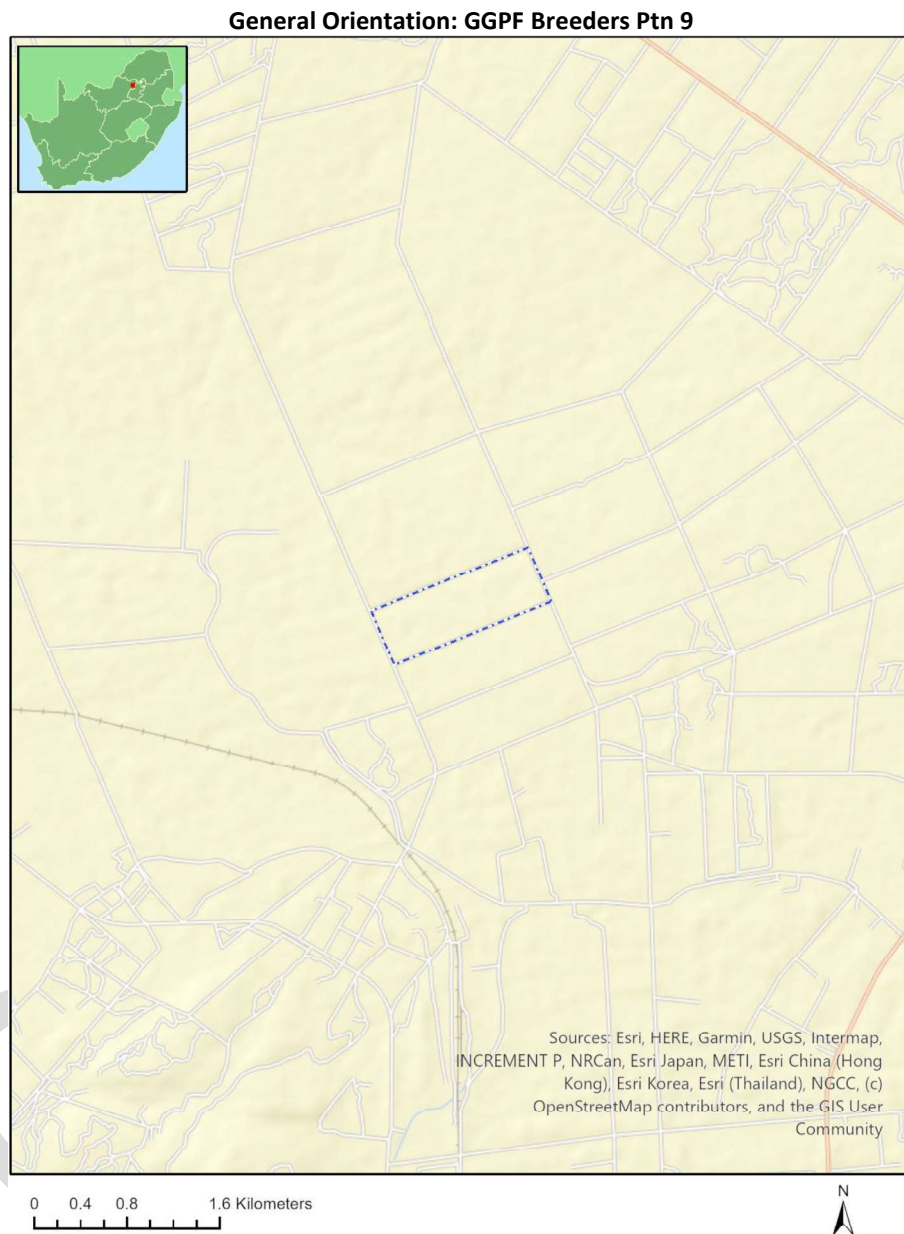 General Orientation: GGPF Breeders Ptn 9
Sources: Esri, HERE, Garmin, USGS, Intermap,
INCREMENT P, NRCan, Esri Japan, METI, Esri China (Hong
Kong), Esri Korea, Esri (Thailand), NGCC, (c)
OpenStreetMap contributors, and the GIS User
Community
0 0.4 0.8 1.6 Kilometers
N